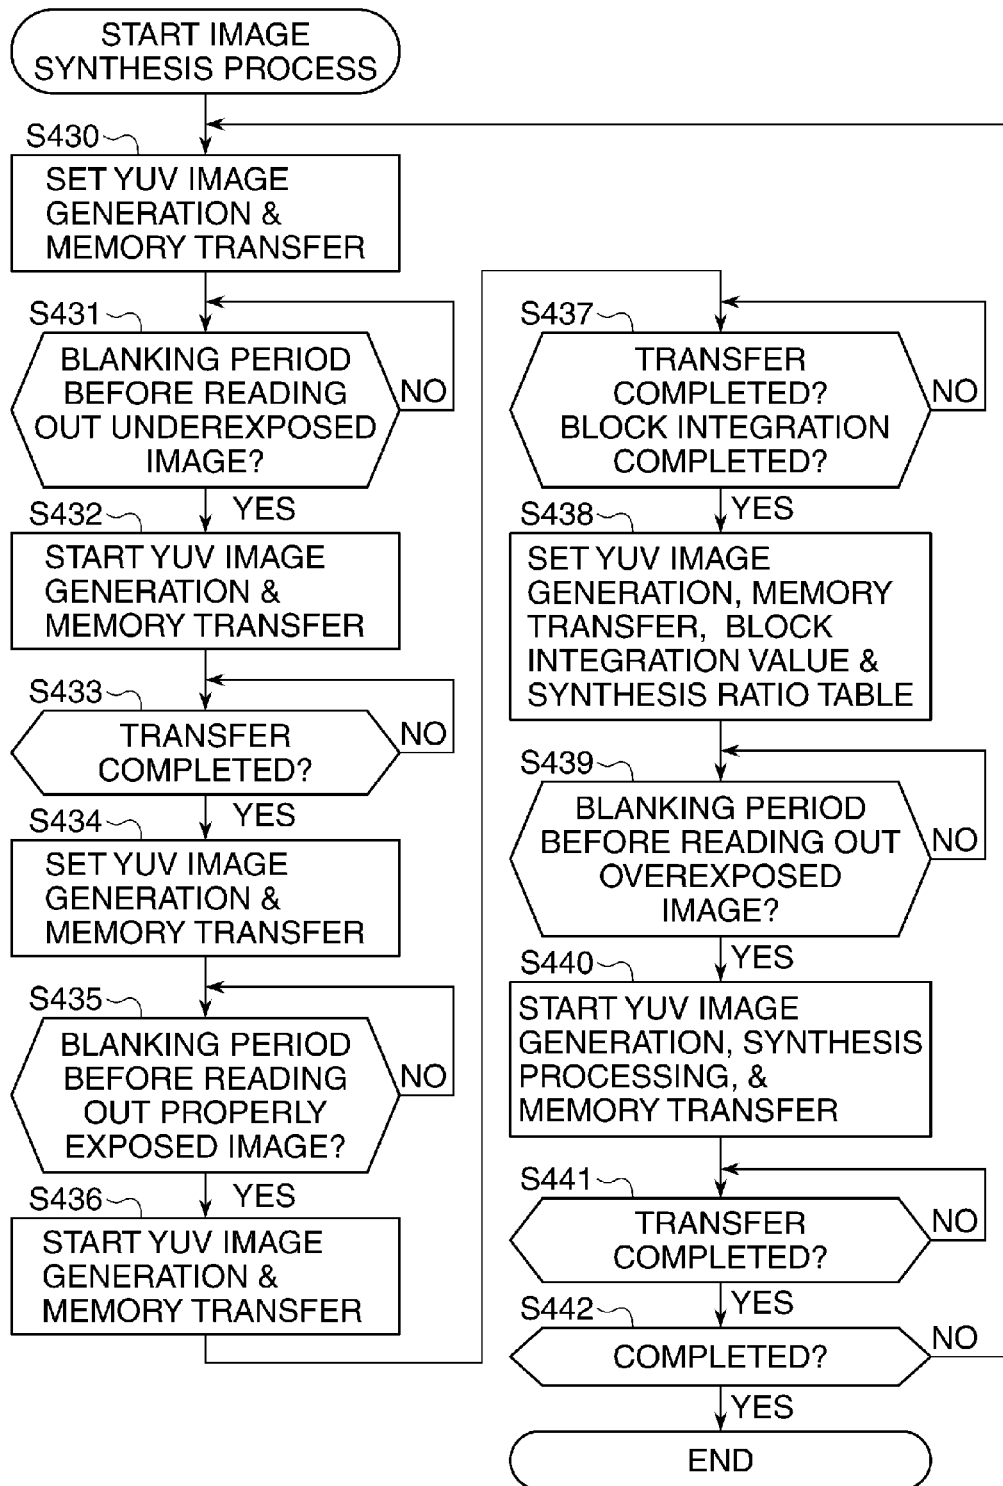 START IMAGE
SYNTHESIS PROCESS
S430
SET YUV IMAGE
GENERATION &
MEMORY TRANSFER
S431
BLANKING PERIOD
BEFORE READING
OUT UNDEREXPOSED
IMAGE?
NO
YES
S432
START YUV IMAGE
GENERATION &
MEMORY TRANSFER
S433
TRANSFER
COMPLETED?
NO
YES
S434
SET YUV IMAGE
GENERATION &
MEMORY TRANSFER
S435
BLANKING PERIOD
BEFORE READING
OUT PROPERLY
EXPOSED IMAGE?
NO
YES
S436
START YUV IMAGE
GENERATION &
MEMORY TRANSFER
S437
TRANSFER
COMPLETED?
BLOCK INTEGRATION
COMPLETED?
NO
YES
S438
SET YUV IMAGE
GENERATION, MEMORY
TRANSFER, BLOCK
INTEGRATION VALUE &
SYNTHESIS RATIO TABLE
S439
BLANKING PERIOD
BEFORE READING OUT
OVEREXPOSED
IMAGE?
NO
YES
S440
START YUV IMAGE
GENERATION, SYNTHESIS
PROCESSING, &
MEMORY TRANSFER
S441
TRANSFER
COMPLETED?
NO
YES
S442
COMPLETED?
NO
YES
END